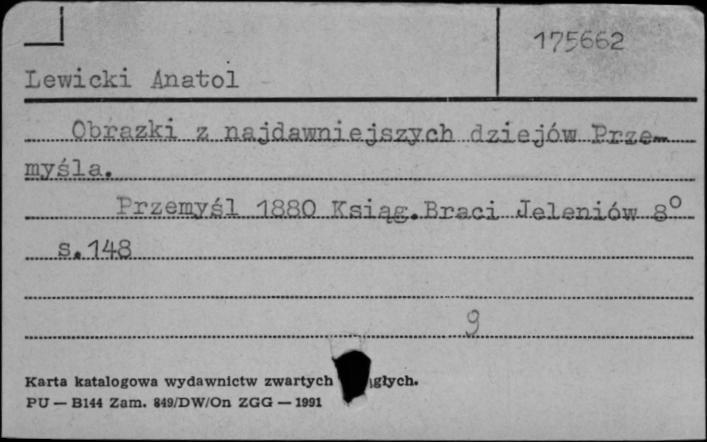 175662
Lewicki Anatol
Obrazki z najdawniejszych dziejów Prze-
myśla.
Przemyśl 1880 Księg.Braci Jeleniów 8°
s.148
9
Karta katalogowa wydawnictw zwartych
PU — B144 Zam. 849/DW/On ZGG — 1991